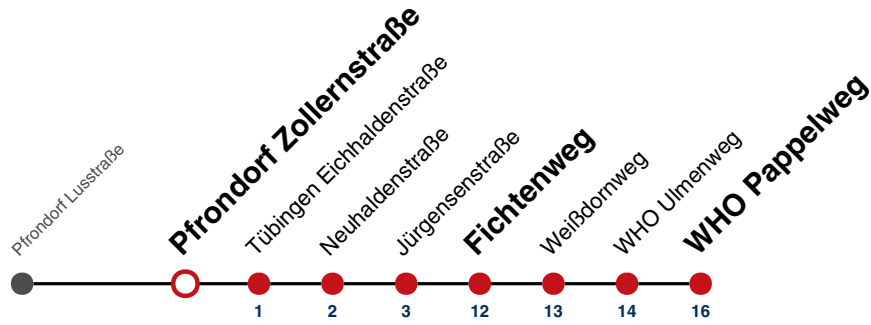 Pfrondorf Lusstraße
Pfrondorf Zollernstraße
Tübingen Eichhaldenstraße
Neuhaldenstraße
Jürgensenstraße
Fichtenweg
Weißdornweg
WHO Ulmenweg
WHO Pappelweg
1 2 3 12 13 14 16